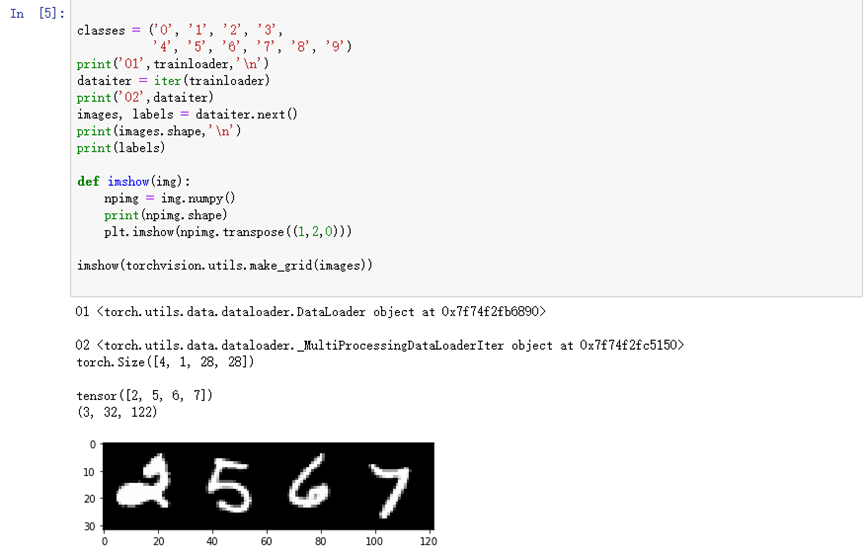 In [5]:
classes = ('0', '1', '2', '3',
'4', '5', '6', '7', '8', '9')
print('01',trainloader,'\n')
dataiter = iter(trainloader)
print('02',dataiter)
images, labels = dataiter.next()
print(images.shape,'\n')
print(labels)
def imshow(img):
npimg = img.numpy()
print(npimg.shape)
plt.imshow(npimg.transpose((1,2,0)))
imshow(torchvision.utils.make_grid(images))
01 <torch.utils.data.dataloader.DataLoader object at 0x7f74f2fb6890>
02 <torch.utils.data.dataloader._MultiProcessingDataLoaderIter object at 0x7f74f2fc5150>
torch.Size([4, 1, 28, 28])
tensor([2, 5, 6, 7])
(3, 32, 122)
0
10
20
30
2 5 6 7
0 20 40 60 80 100 120